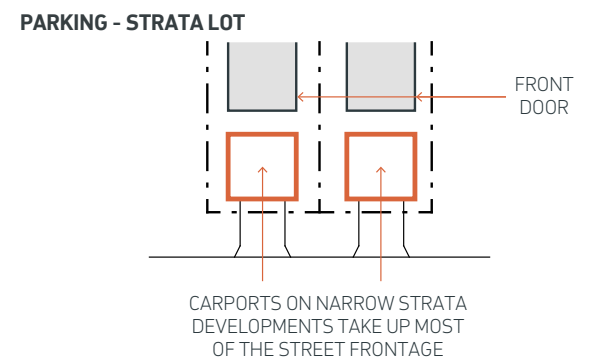 PARKING - STRATA LOT
FRONT
DOOR
CARPORTS ON NARROW STRATA
DEVELOPMENTS TAKE UP MOST
OF THE STREET FRONTAGE